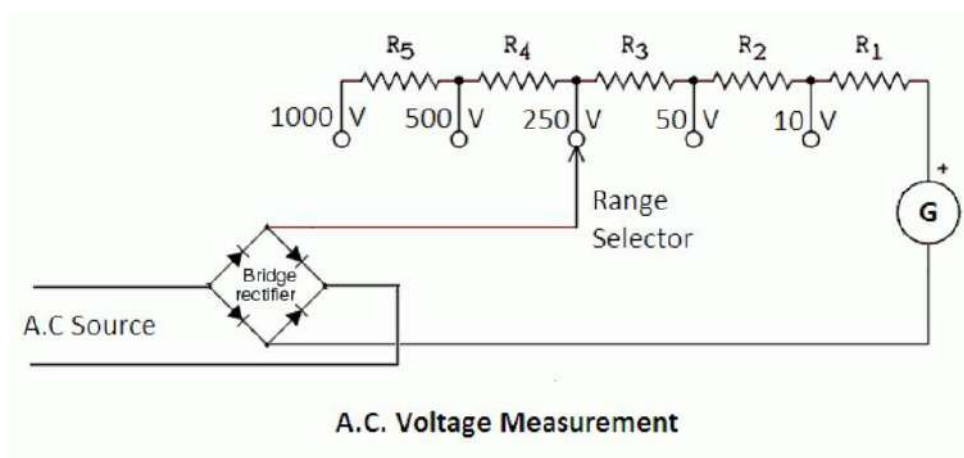 R5 R4 R3 R2 R1
1000 V 500 V 250 V 50 V 10 V
+
G
Range
Selector
Bridge
rectifier
A.C Source
A.C. Voltage Measurement